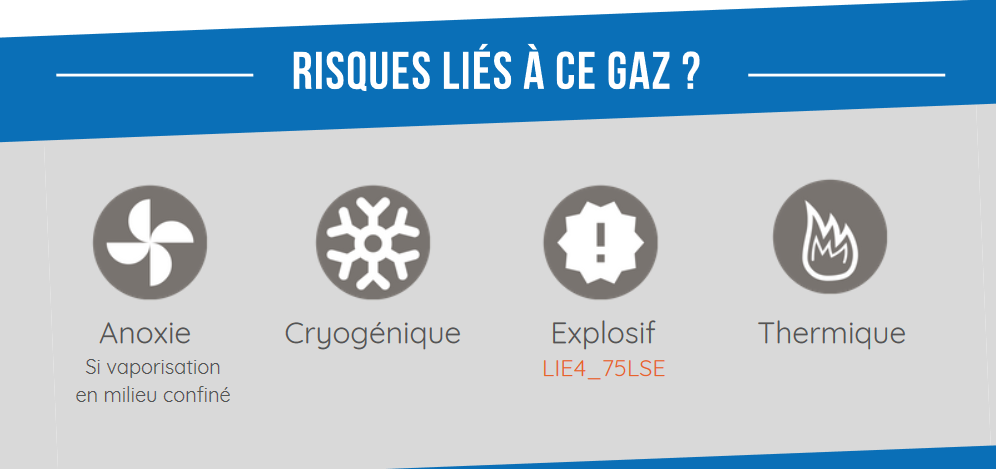 RISQUES LIÉS À CE GAZ ?
Anoxie
Si vaporisation
en milieu confiné
Cryogénique
Explosif
LIE4_75LSE
Thermique